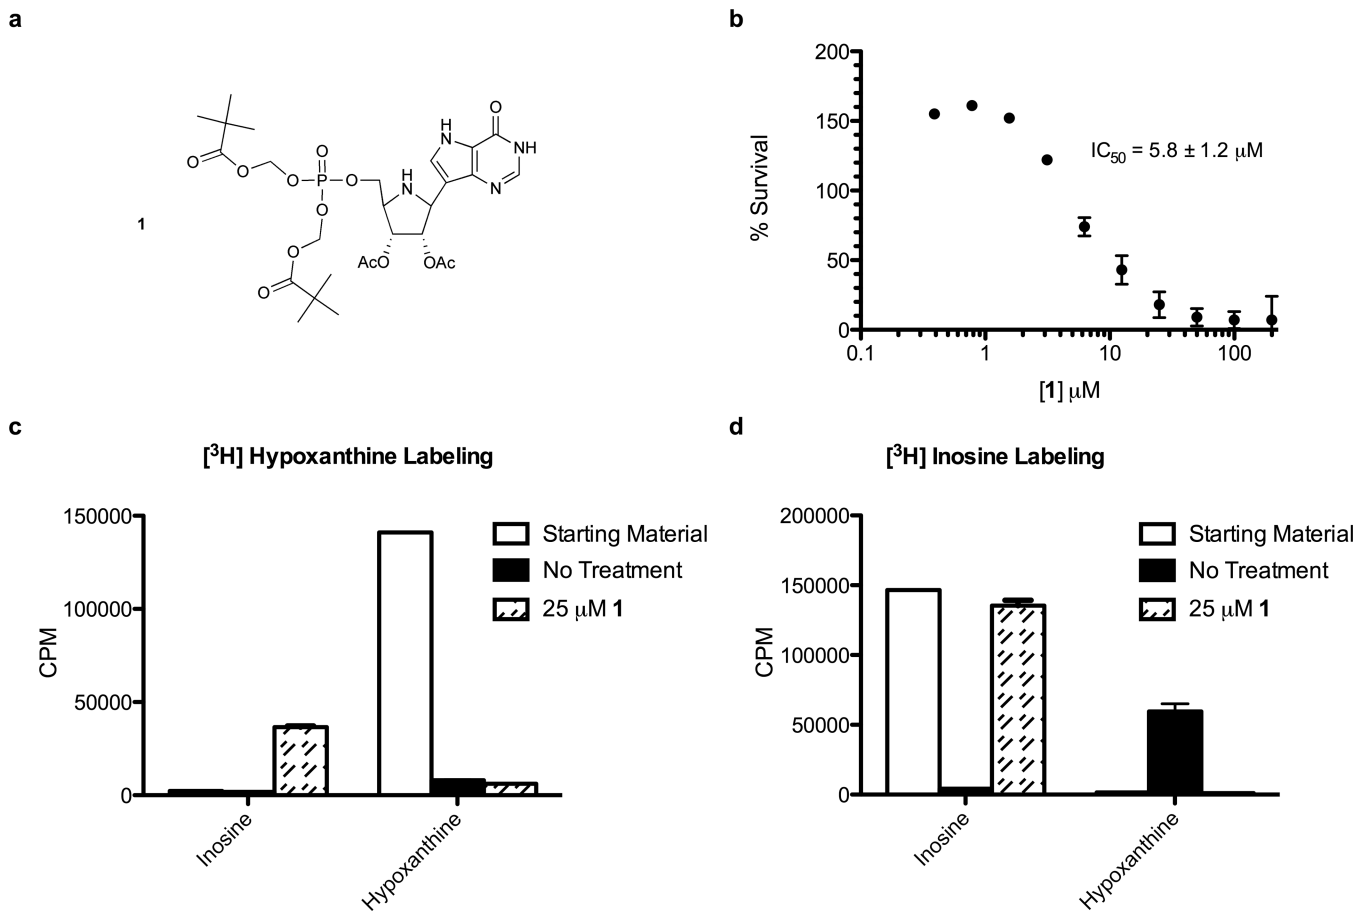 a
O
H
N
O
NH
N
O
O
O
P
O
O
H
N
1
O
O
AcO
OAc
b
200
150
100
50
0
% Survival
IC50 = 5.8 ± 1.2 μM
0.1
1
10
100
[1] μM
c
[3H] Hypoxanthine Labeling
150000
100000
50000
0
CPM
Starting Material
No Treatment
25 μM 1
Inosine
Hypoxanthine
d
[3H] Inosine Labeling
200000
150000
100000
50000
0
CPM
Starting Material
No Treatment
25 μM 1
Inosine
Hypoxanthine